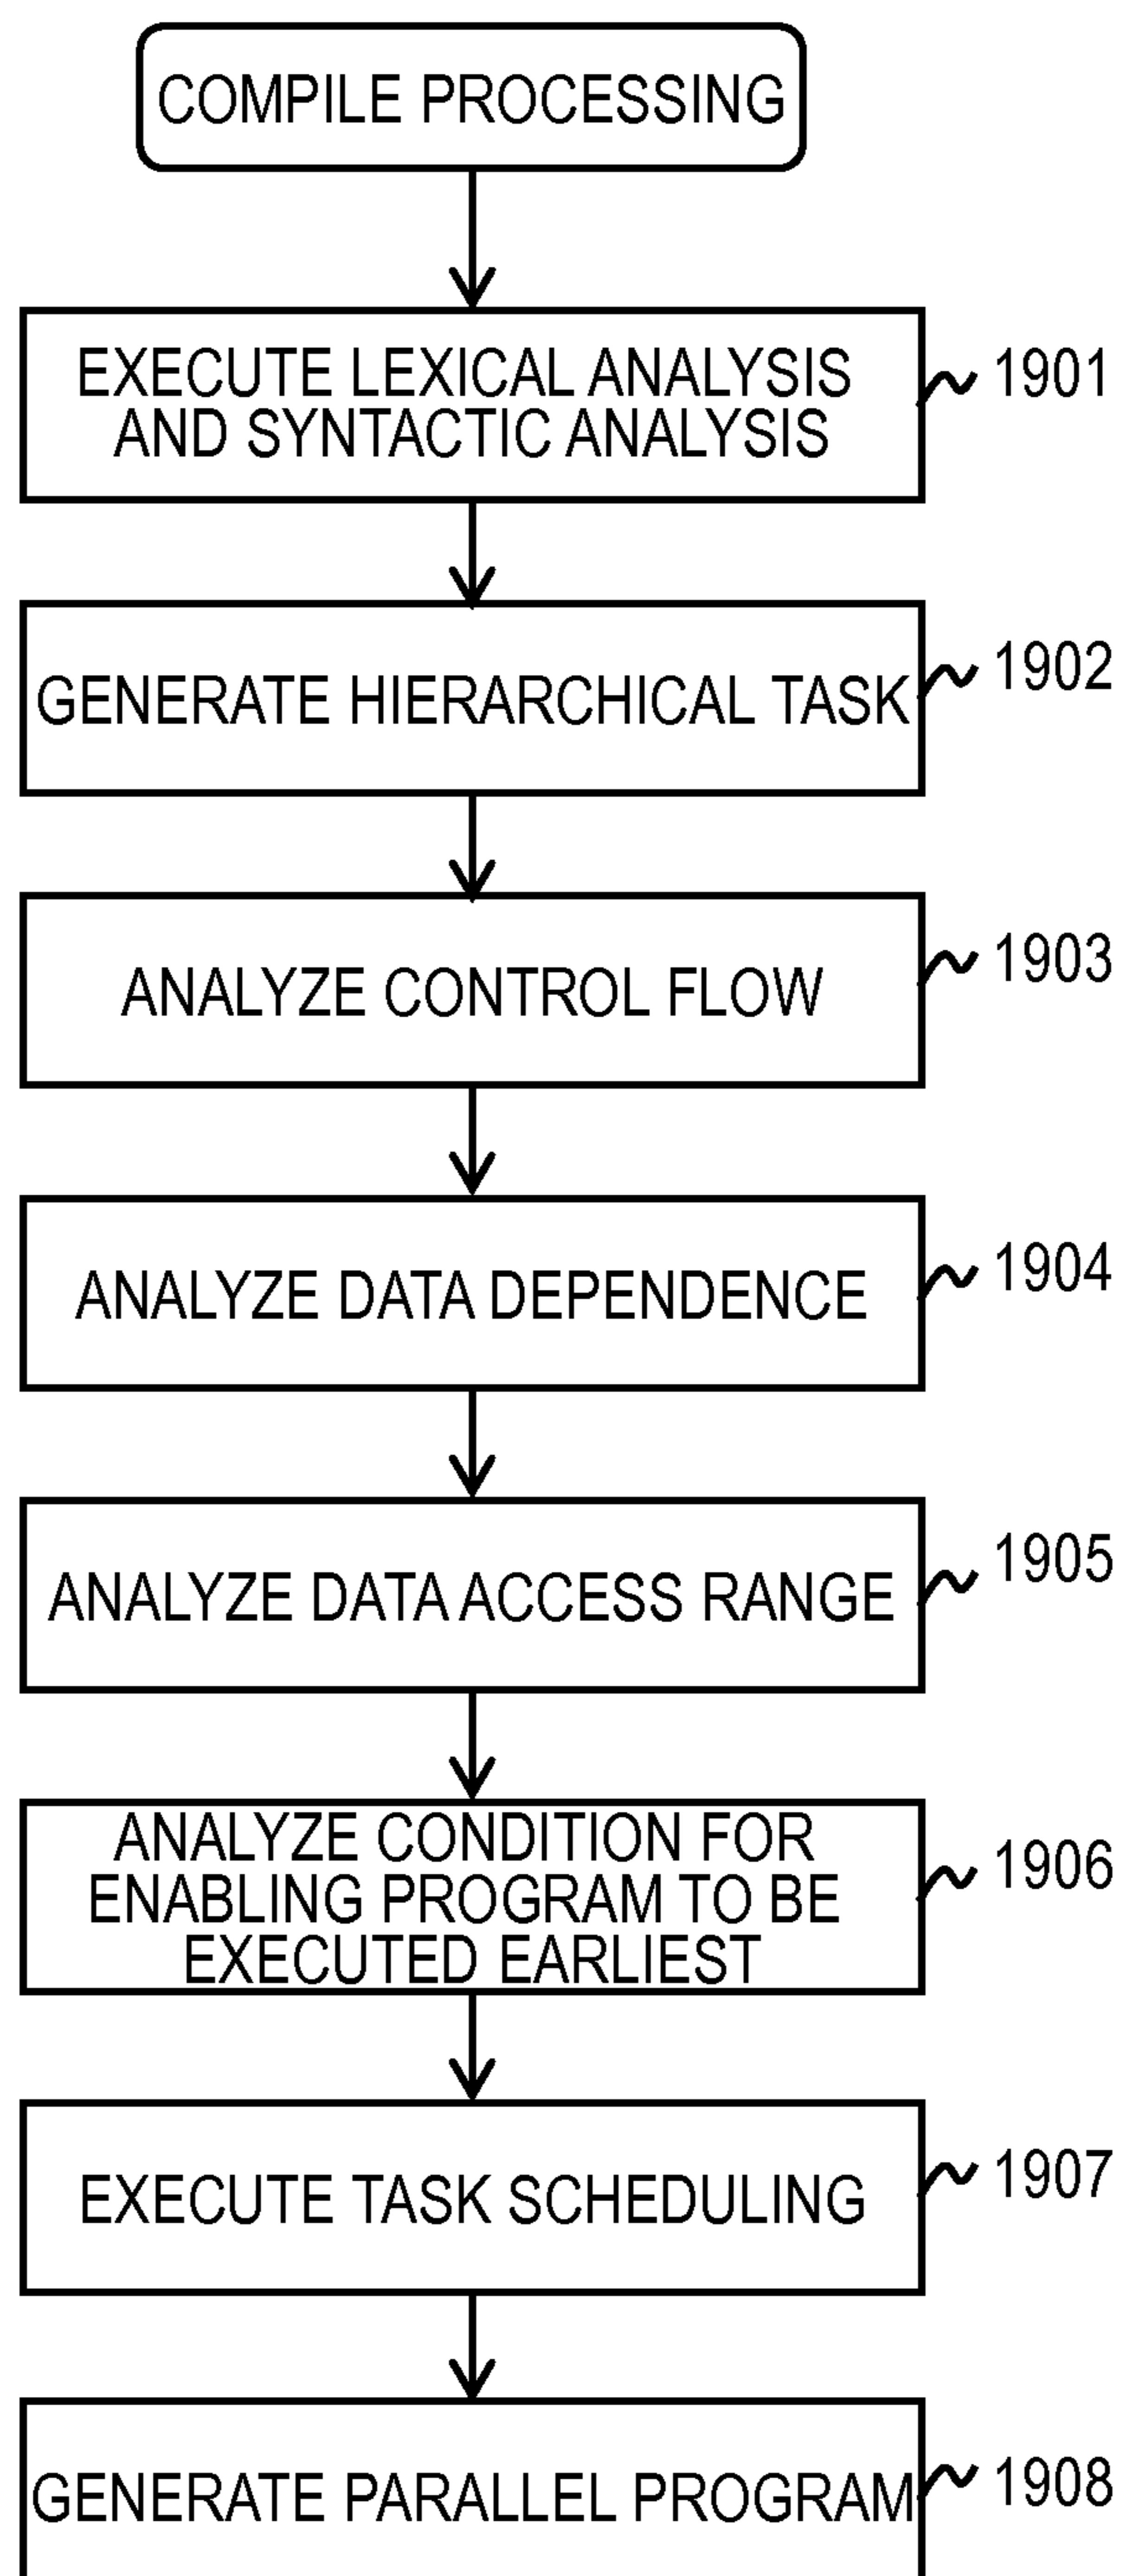 COMPILE PROCESSING
EXECUTE LEXICAL ANALYSIS
AND SYNTACTIC ANALYSIS
1901
GENERATE HIERARCHICAL TASK
1902
ANALYZE CONTROL FLOW
1903
ANALYZE DATA DEPENDENCE
1904
ANALYZE DATA ACCESS RANGE
1905
ANALYZE CONDITION FOR
ENABLING PROGRAM TO BE
EXECUTED EARLIEST
1906
EXECUTE TASK SCHEDULING
1907
GENERATE PARALLEL PROGRAM
1908